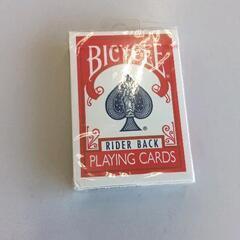 BICYCLE
®
RIDER BACK
PLAYING CARDS